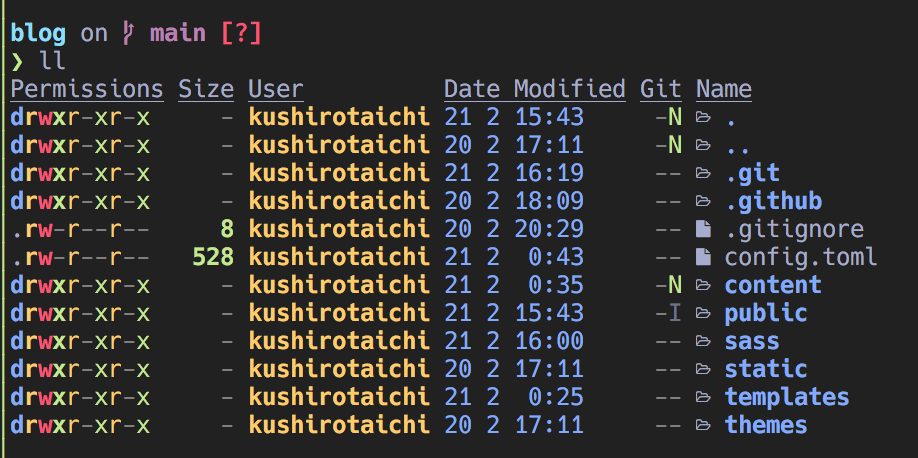 blog on main [?]
❯ ll
Permissions Size User Date Modified Git Name
drwxr-xr-x - kushirotaichi 21 2 15:43 -N .
drwxr-xr-x - kushirotaichi 20 2 17:11 -N ..
drwxr-xr-x - kushirotaichi 21 2 16:19 -- .git
drwxr-xr-x - kushirotaichi 20 2 18:09 -- .github
.rw-r--r-- 8 kushirotaichi 20 2 20:29 -- .gitignore
.rw-r--r-- 528 kushirotaichi 21 2 0:43 -- config.toml
drwxr-xr-x - kushirotaichi 21 2 0:35 -N content
drwxr-xr-x - kushirotaichi 21 2 15:43 -I public
drwxr-xr-x - kushirotaichi 21 2 16:00 -- sass
drwxr-xr-x - kushirotaichi 20 2 17:11 -- static
drwxr-xr-x - kushirotaichi 21 2 0:25 -- templates
drwxr-xr-x - kushirotaichi 20 2 17:11 -- themes